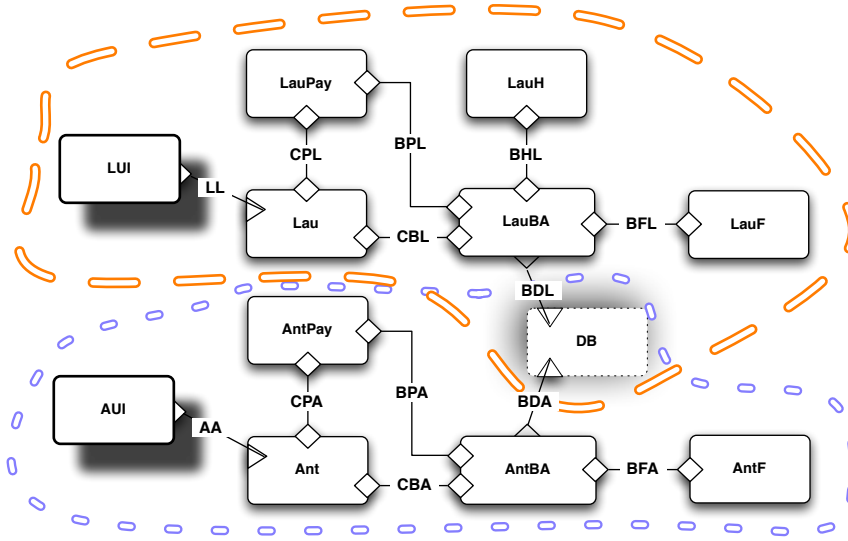 LauPay
LauH
CPL
BPL
BHL
LUI
LL
Lau
CBL
LauBA
BFL
LauF
BDL
DB
AntPay
AUI
AA
CPA
BPA
BDA
Ant
CBA
AntBA
BFA
AntF